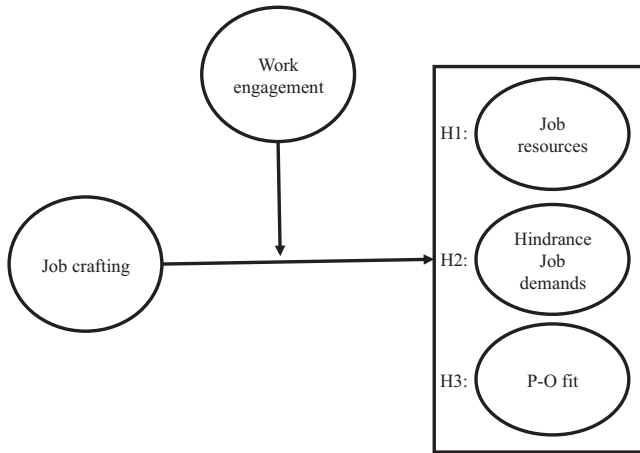 Work
engagement
H1:
Job
resources
Job crafting
H2:
Hindrance
Job
demands
H3:
P-O fit